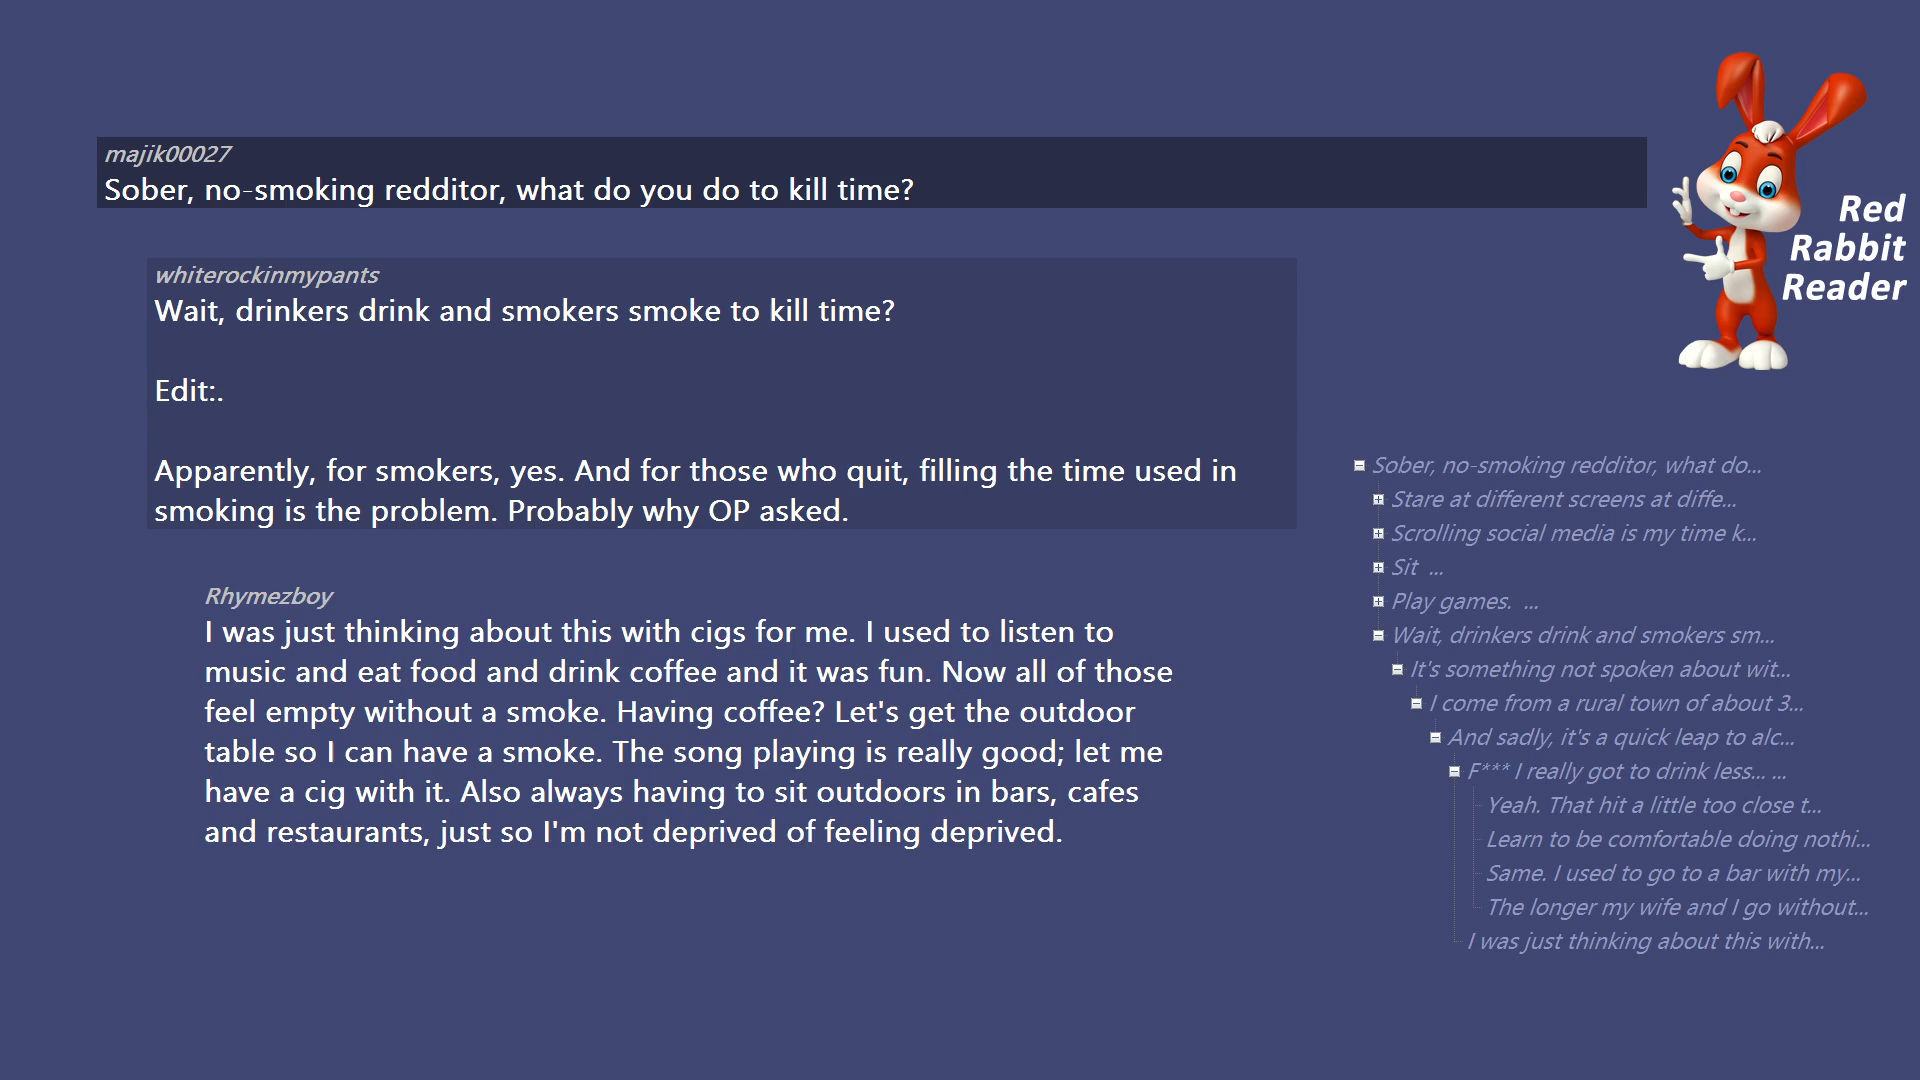 majik00027
Sober, no-smoking redditor, what do you do to kill time?
whiterockinmypants
Wait, drinkers drink and smokers smoke to kill time?
Edit:.
Apparently, for smokers, yes. And for those who quit, filling the time used in
smoking is the problem. Probably why OP asked.
Rhymezboy
I was just thinking about this with cigs for me. I used to listen to
music and eat food and drink coffee and it was fun. Now all of those
feel empty without a smoke. Having coffee? Let's get the outdoor
table so I can have a smoke. The song playing is really good; let me
have a cig with it. Also always having to sit outdoors in bars, cafes
and restaurants, just so I'm not deprived of feeling deprived.
Red
Rabbit
Reader
Sober, no-smoking redditor, what do...
Stare at different screens at diffe...
Scrolling social media is my time k...
Sit  ...
Play games.  ...
Wait, drinkers drink and smokers sm...
It's something not spoken about wit...
I come from a rural town of about 3...
And sadly, it's a quick leap to alc...
F*** I really got to drink less... ...
Yeah. That hit a little too close t...
Learn to be comfortable doing nothi...
Same. I used to go to a bar with my...
The longer my wife and I go without...
I was just thinking about this with...